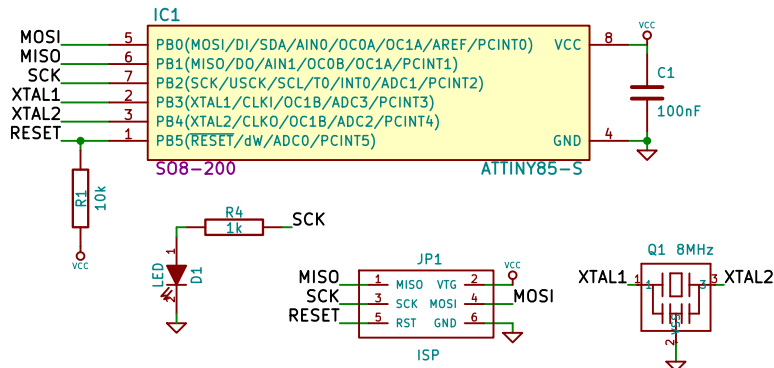 IC1
MOSI 5 PB0(MOSI/DI/SDA/AIN0/OC0A/OC1A/AREF/PCINT0) VCC 8 VCC
MISO 6 PB1(MISO/DO/AIN1/OC0B/OC1A/PCINT1)
SCK 7 PB2(SCK/USCK/SCL/T0/INT0/ADC1/PCINT2) C1
XTAL1 2 PB3(XTAL1/CLKI/OC1B/ADC3/PCINT3) 100nF
XTAL2 3 PB4(XTAL2/CLKO/OC1B/ADC2/PCINT4)
RESET 1 PB5(RESET/dW/ADC0/PCINT5) GND 4
SO8-200 ATTINY85-S
R1 10k
VCC
R4
1k SCK
1
LED D1
2
JP1
VCC
MISO 1 MISO VTG 2
SCK 3 SCK MOSI 4 MOSI
RESET 5 RST GND 6
ISP
Q1 8MHz
XTAL1 1 1 3 3 XTAL2
VSS
2